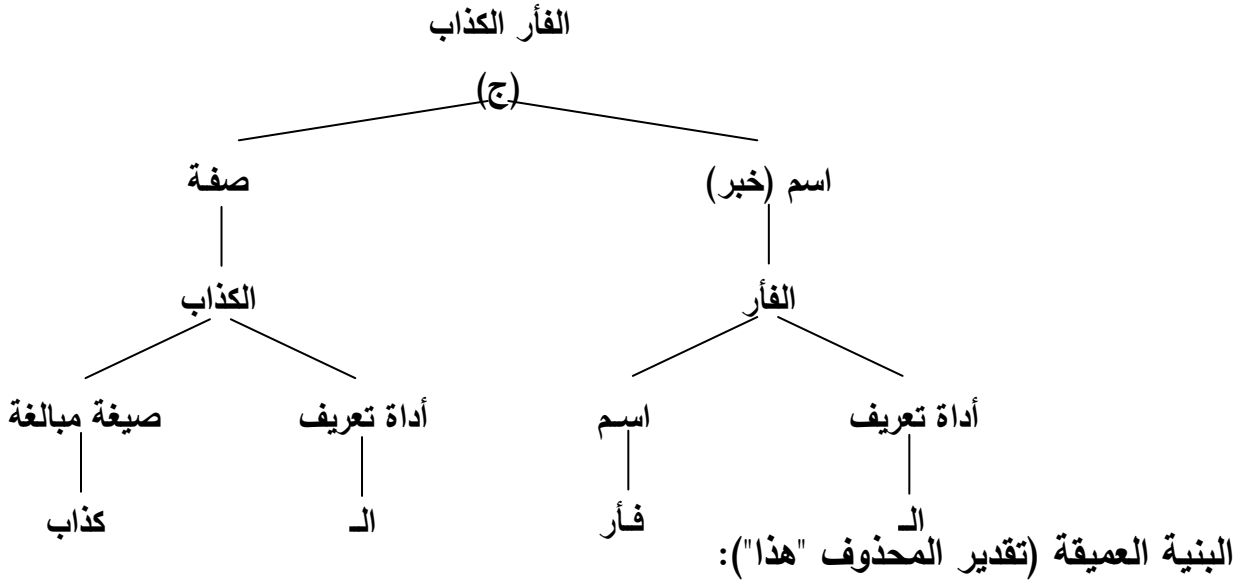 الفأر الكذاب
(ج)
اسم (خبر) صفة
الفأر الكذاب
أداة تعريف اسم أداة تعريف صيغة مبالغة
الـ فأر الـ كذاب
البنية العميقة (تقدير المحذوف "هذا"):